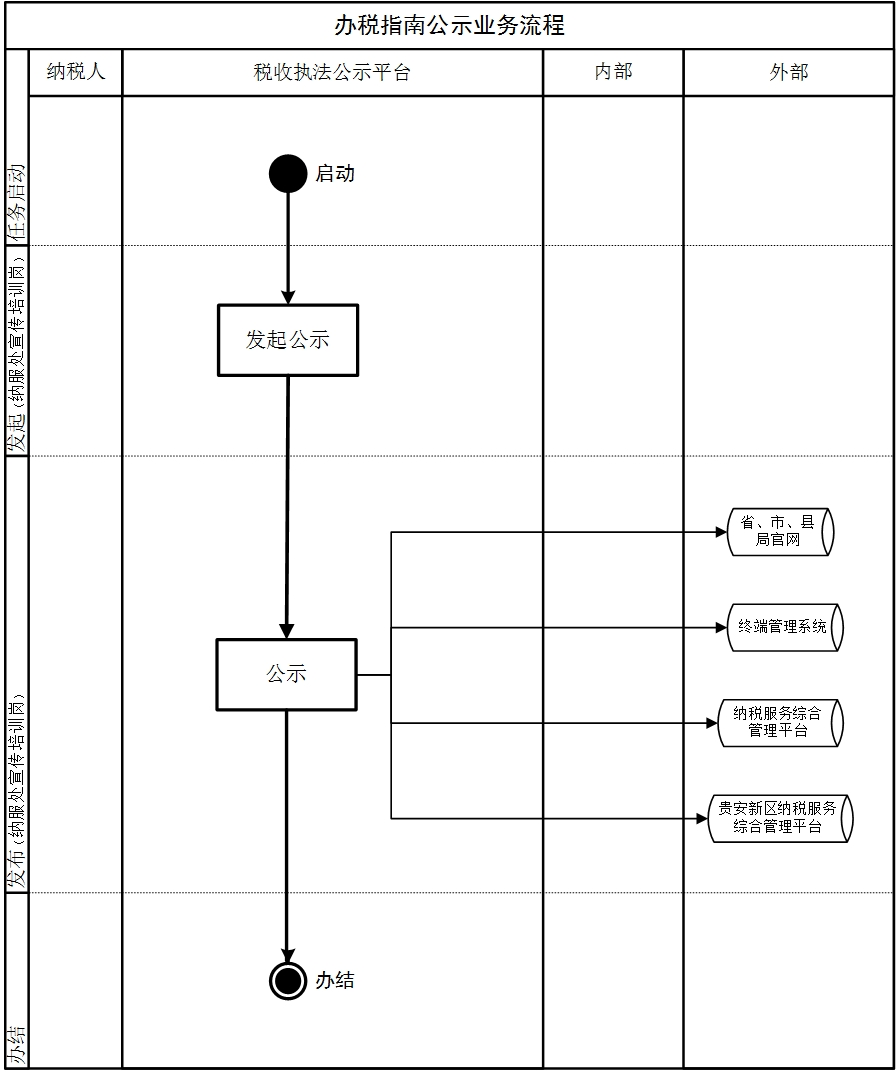 办税指南公示业务流程
纳税人
税收执法公示平台
内部
外部
任务启动
启动
发起(纳服处宣传培训岗)
发起公示
发布(纳服处宣传培训岗)
省、市、县
局官网
终端管理系统
公示
纳税服务综合
管理平台
贵安新区纳税服务
综合管理平台
办结
办结